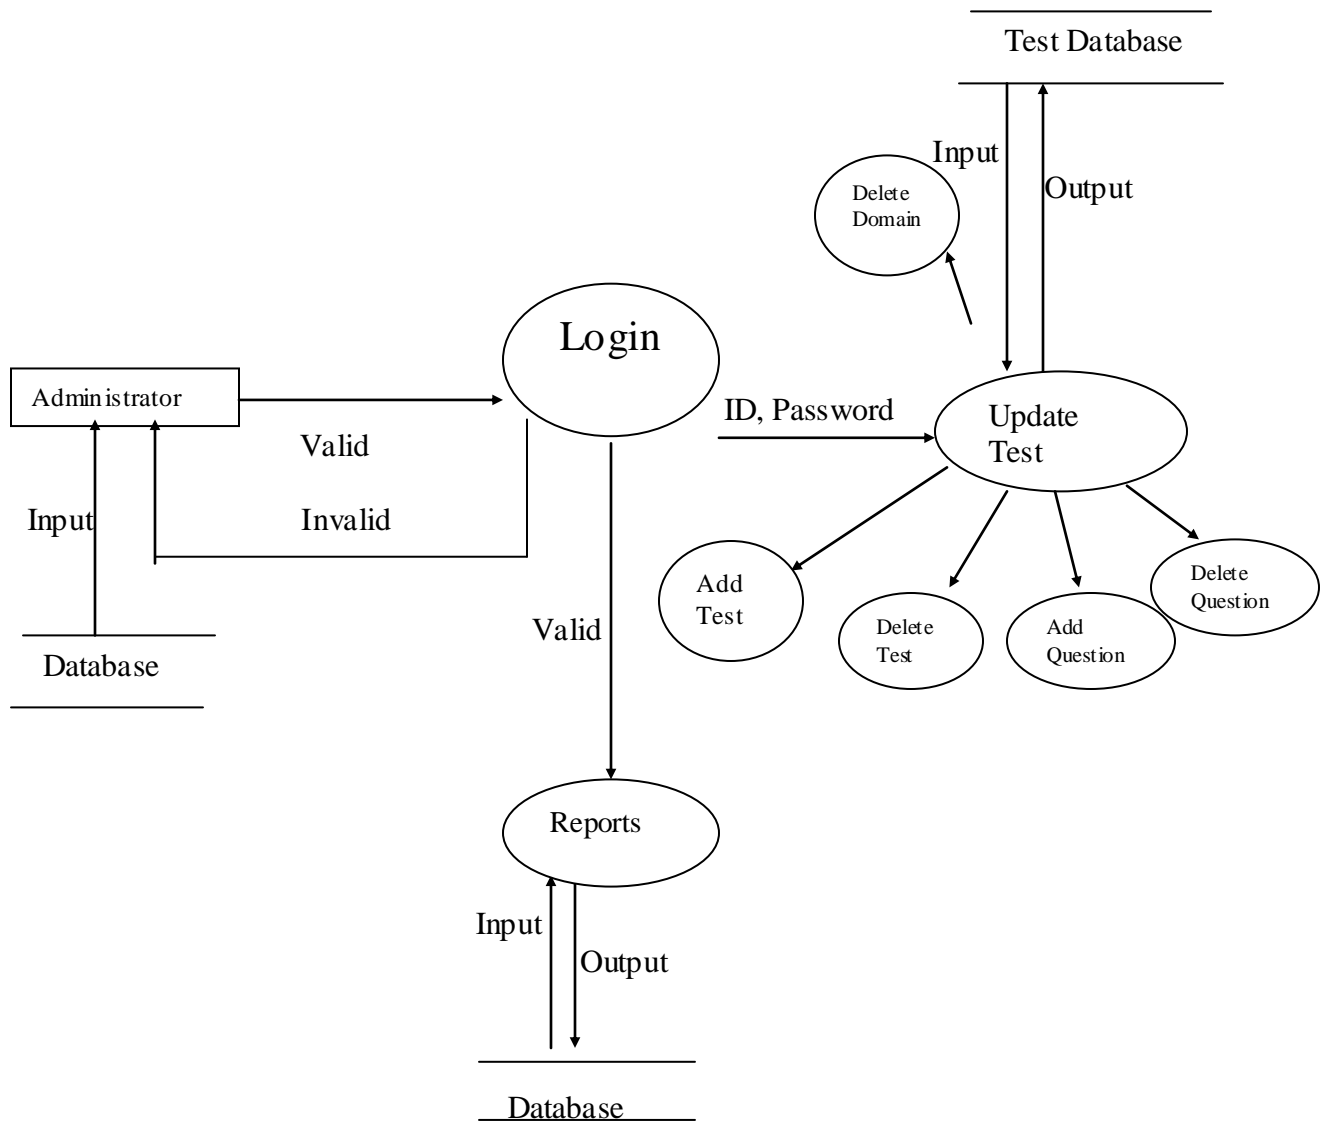 Test Database
Input
Output
Delete
Domain
Login
Administrator
Valid
ID, Password
Update
Test
Input
Invalid
Add
Test
Delete
Test
Add
Question
Delete
Question
Valid
Database
Reports
Input
Output
Database